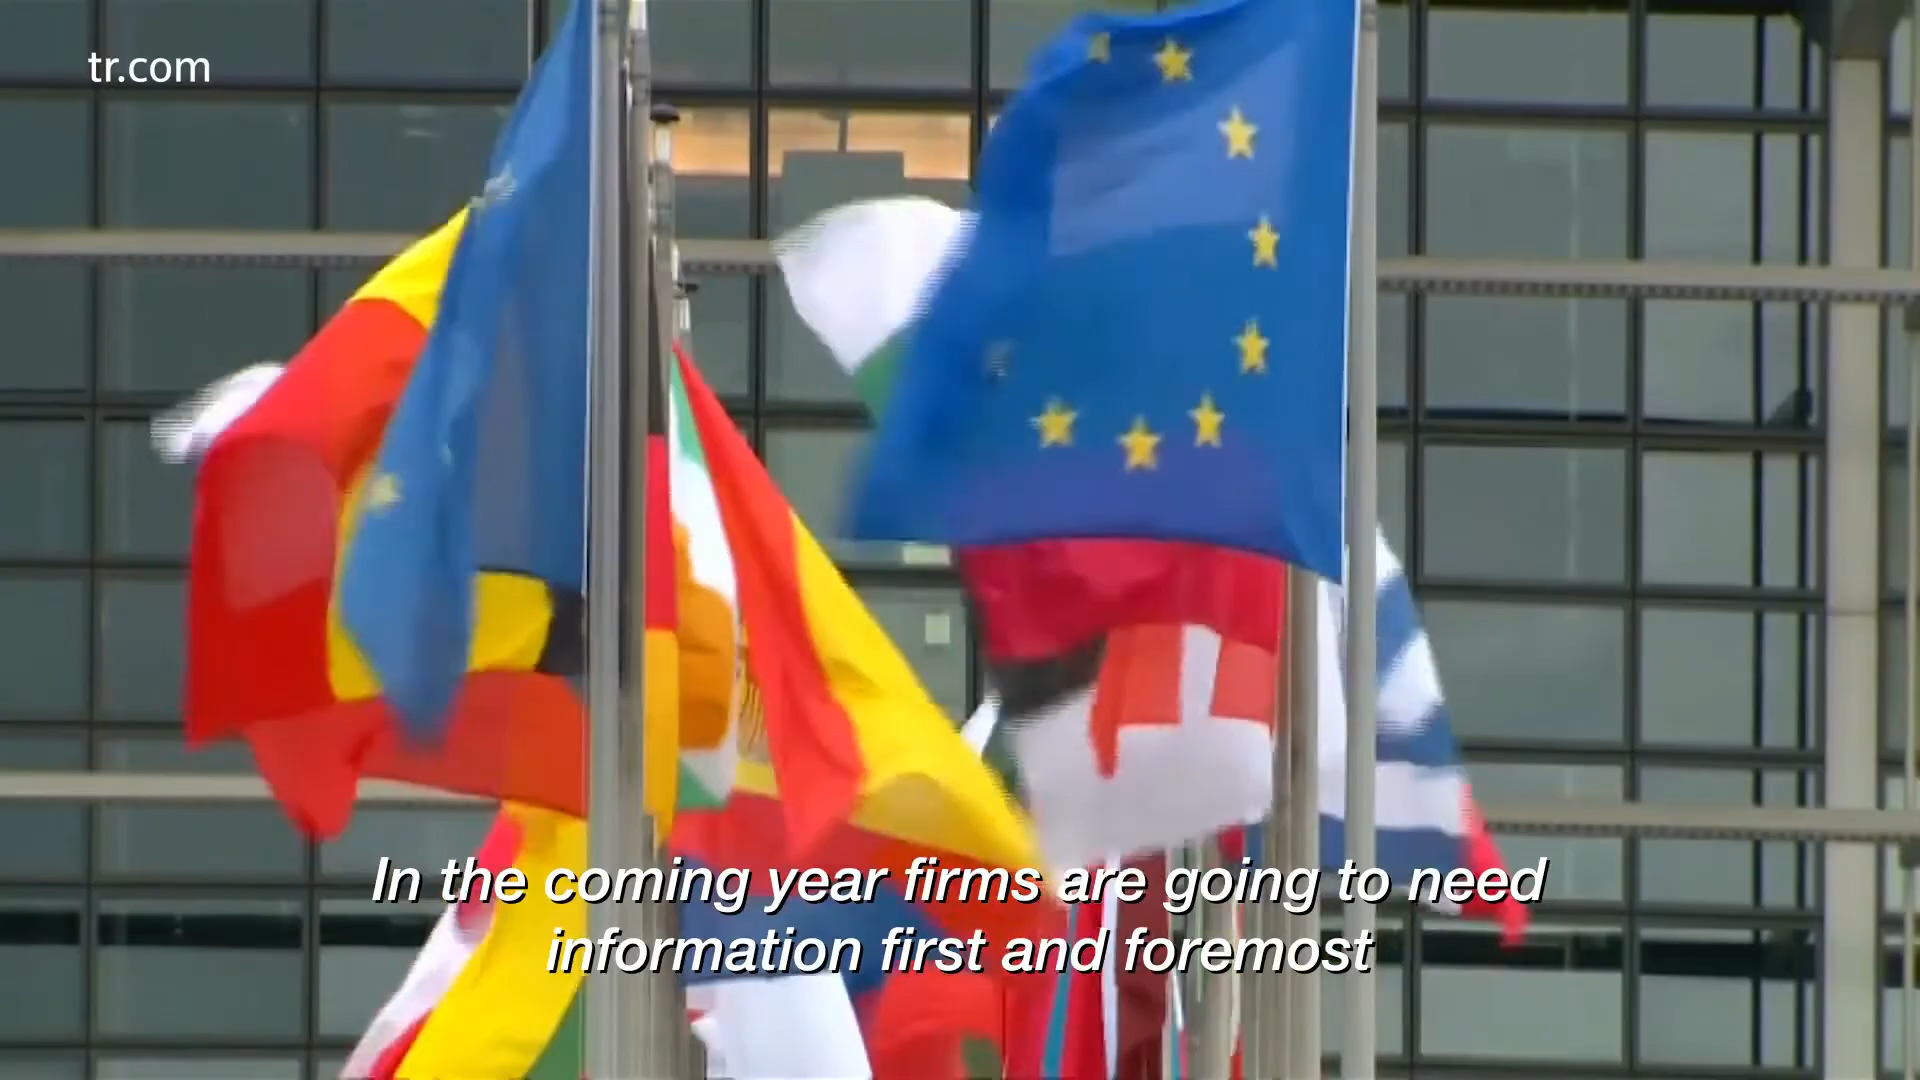 tr.com
In the coming year firms are going to need
information first and foremost